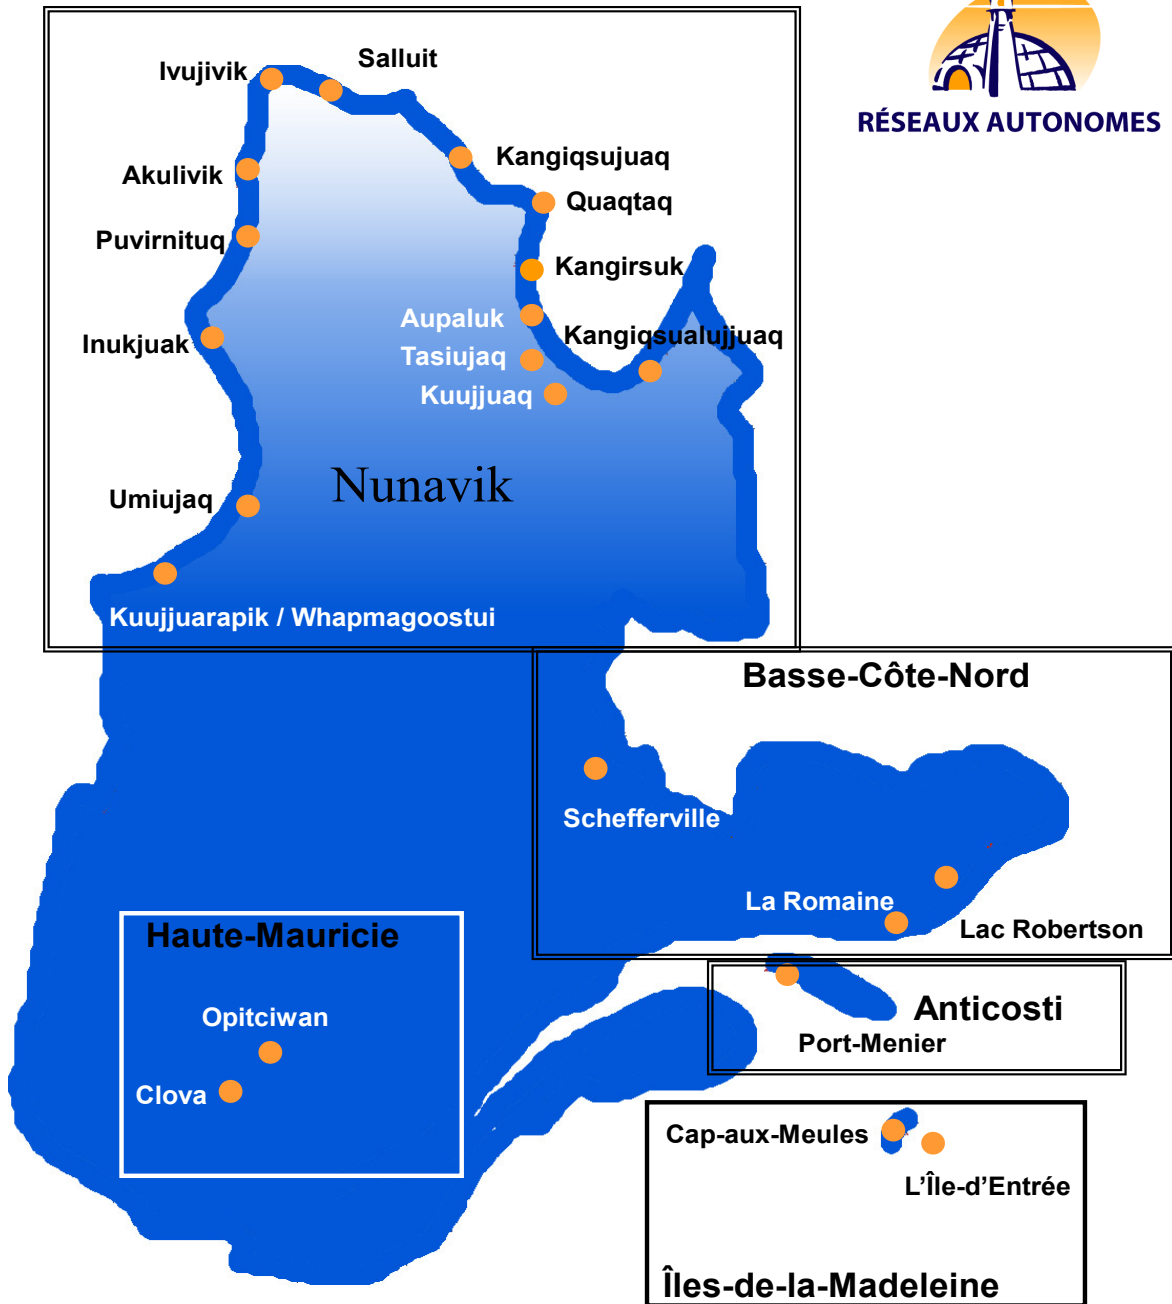 RÉSEAUX AUTONOMES
Salluit
Ivujivik
Kangiqsujuaq
Akulivik
Quaqtaq
Puvirnituq
Kangirsuk
Aupaluk
Kangiqsualujjuaq
Inukjuak
Tasiujaq
Kuujjuaq
Nunavik
Umiujaq
Kuujjuarapik / Whapmagoostui
Basse-Côte-Nord
Schefferville
La Romaine
Lac Robertson
Haute-Mauricie
Opitciwan
Clova
Anticosti
Port-Menier
Cap-aux-Meules
L’Île-d’Entrée
Îles-de-la-Madeleine